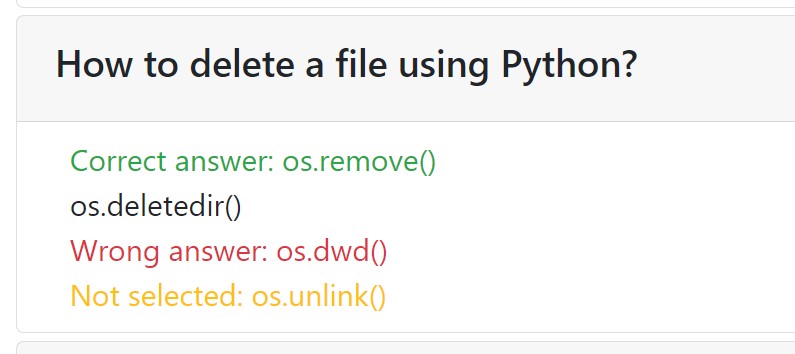 How to delete a file using Python?
Correct answer: os.remove()
os.deletedir()
Wrong answer: os.dwd()
Not selected: os.unlink()